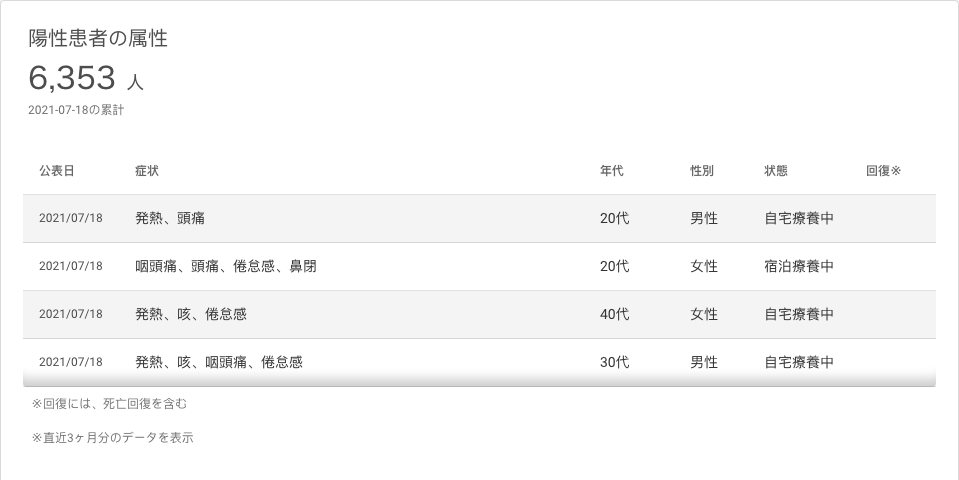 陽性患者の属性
6,353 人
2021-07-18の累計
公表日 症状 年代 性別 状態 回復※
2021/07/18 発熱、頭痛 20代 男性 自宅療養中
2021/07/18 咽頭痛、頭痛、倦怠感、鼻閉 20代 女性 宿泊療養中
2021/07/18 発熱、咳、倦怠感 40代 女性 自宅療養中
2021/07/18 発熱、咳、咽頭痛、倦怠感 30代 男性 自宅療養中
※回復には、死亡回復を含む
※直近3ヶ月分のデータを表示